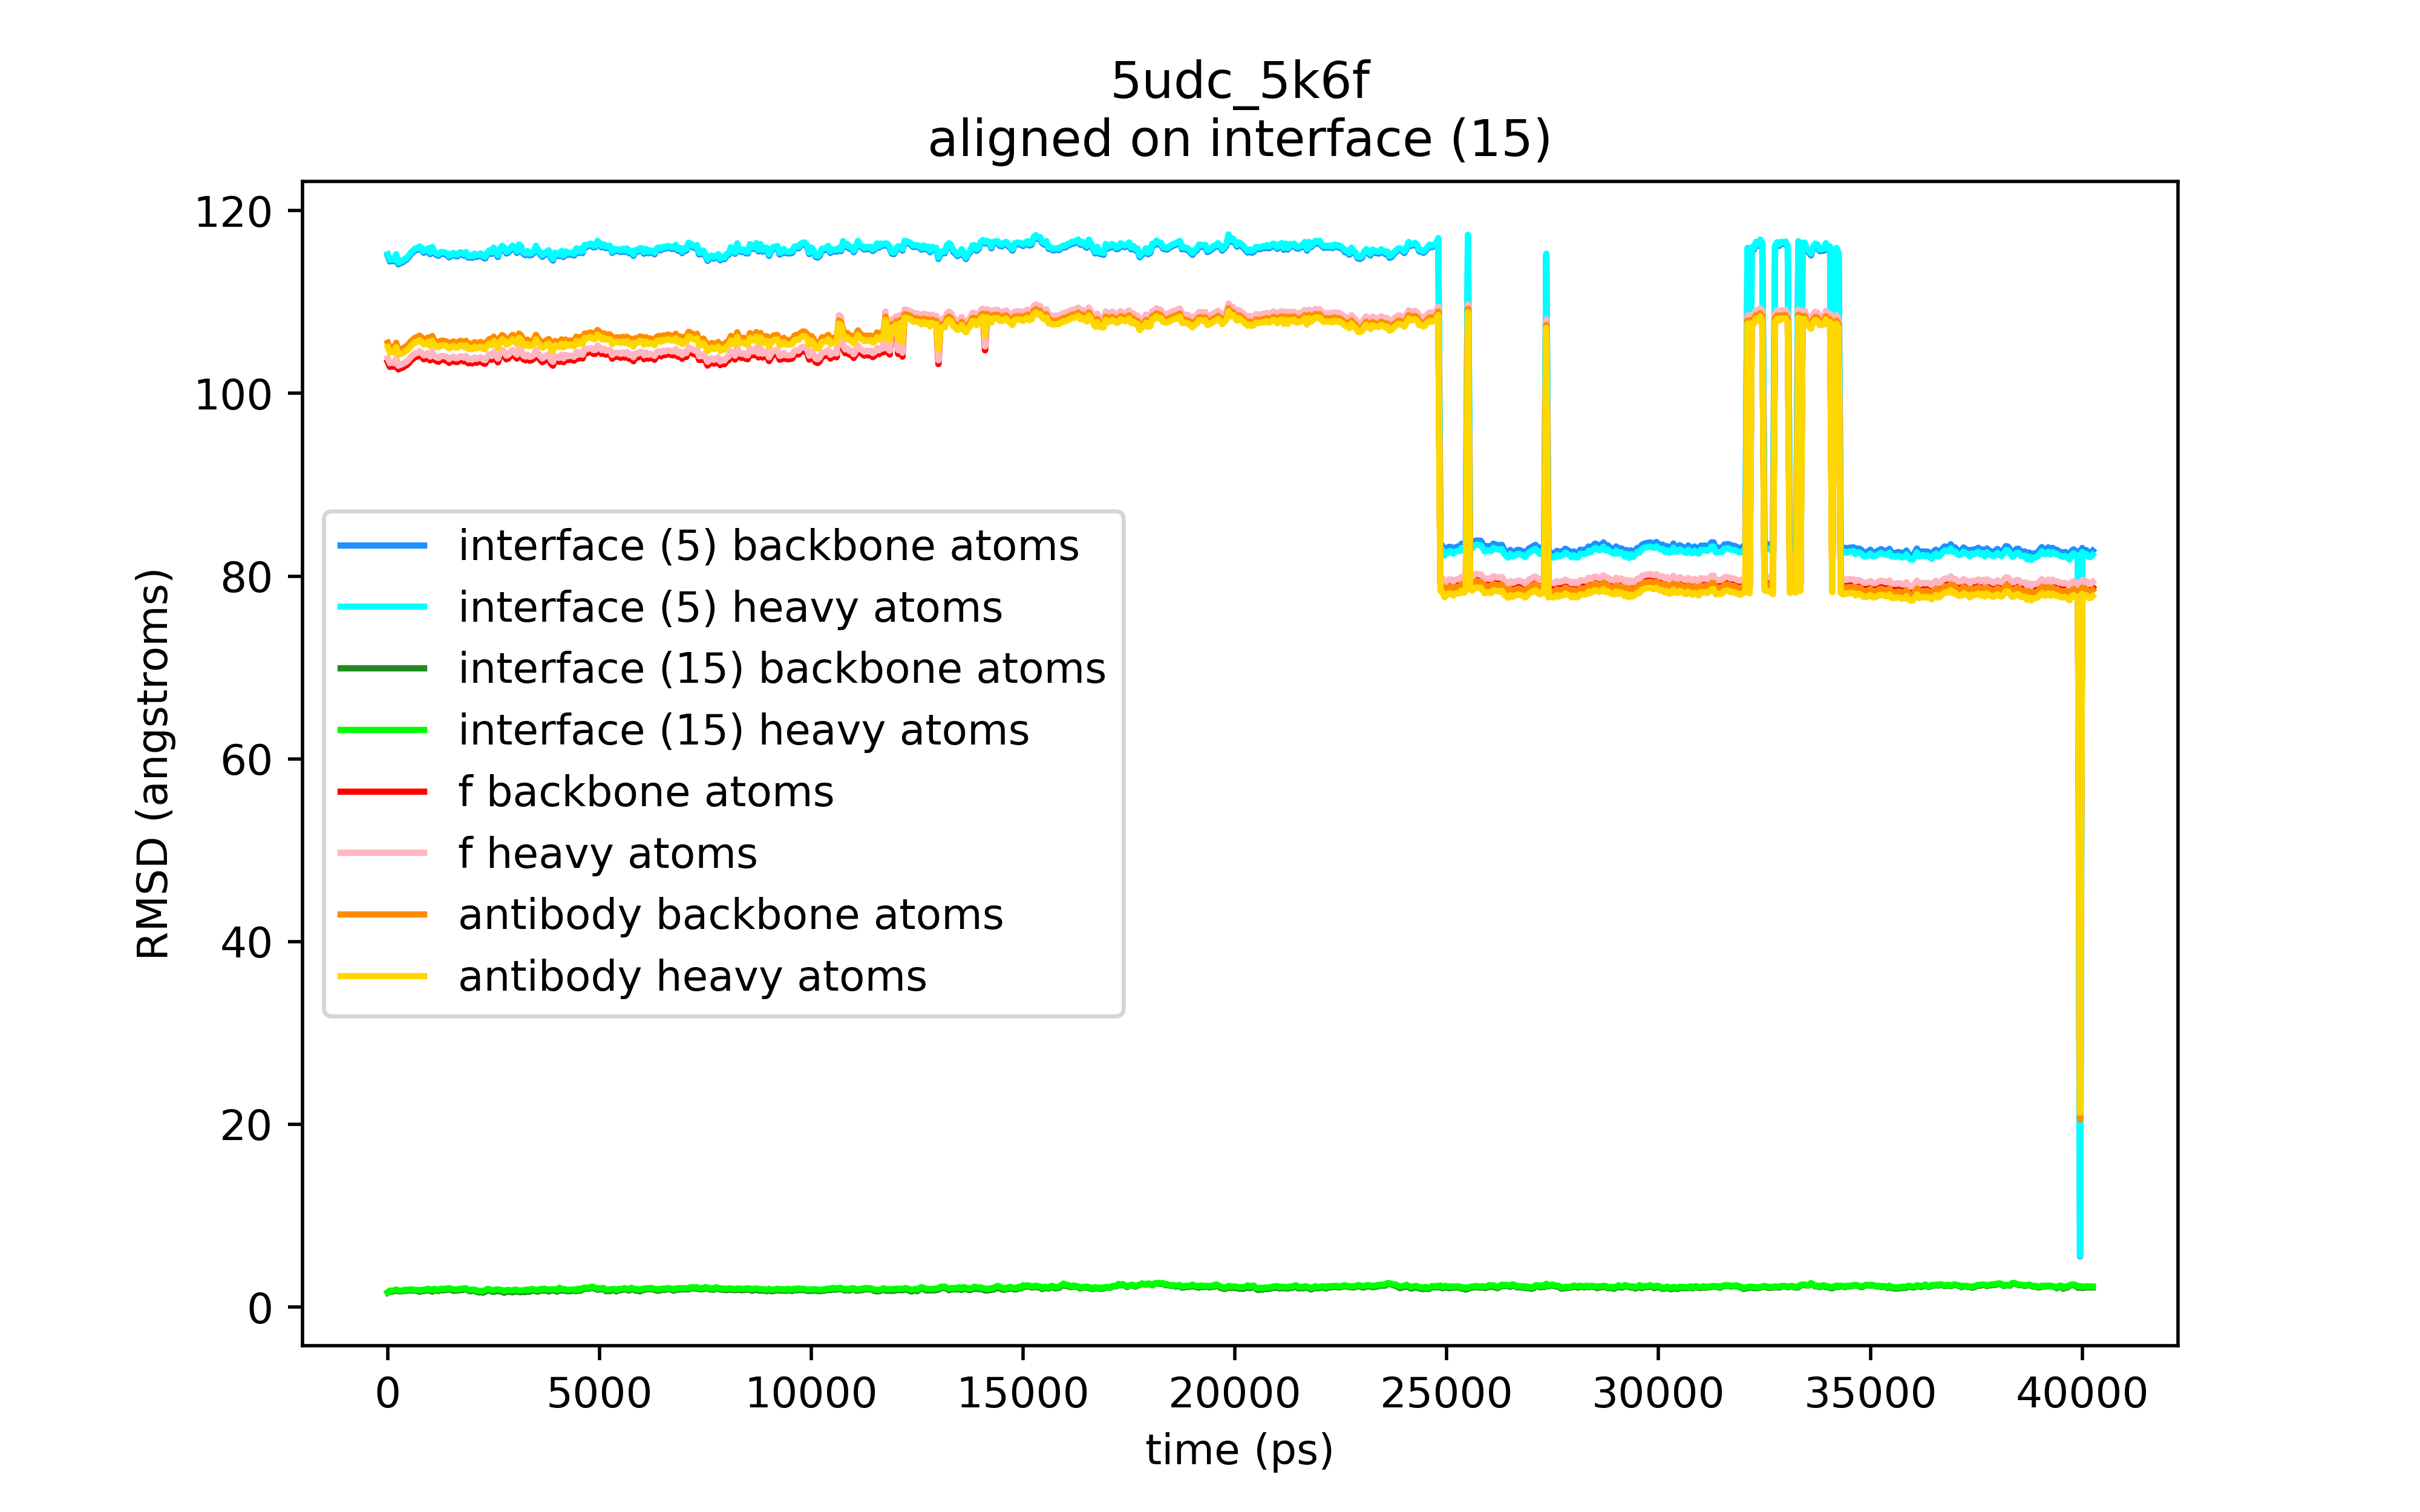 5udc_5k6f
aligned on interface (15)
120
100
80
60
40
20
0
RMSD (angstroms)
interface (5) backbone atoms
interface (5) heavy atoms
interface (15) backbone atoms
interface (15) heavy atoms
f backbone atoms
f heavy atoms
antibody backbone atoms
antibody heavy atoms
0 5000 10000 15000 20000 25000 30000 35000 40000
time (ps)